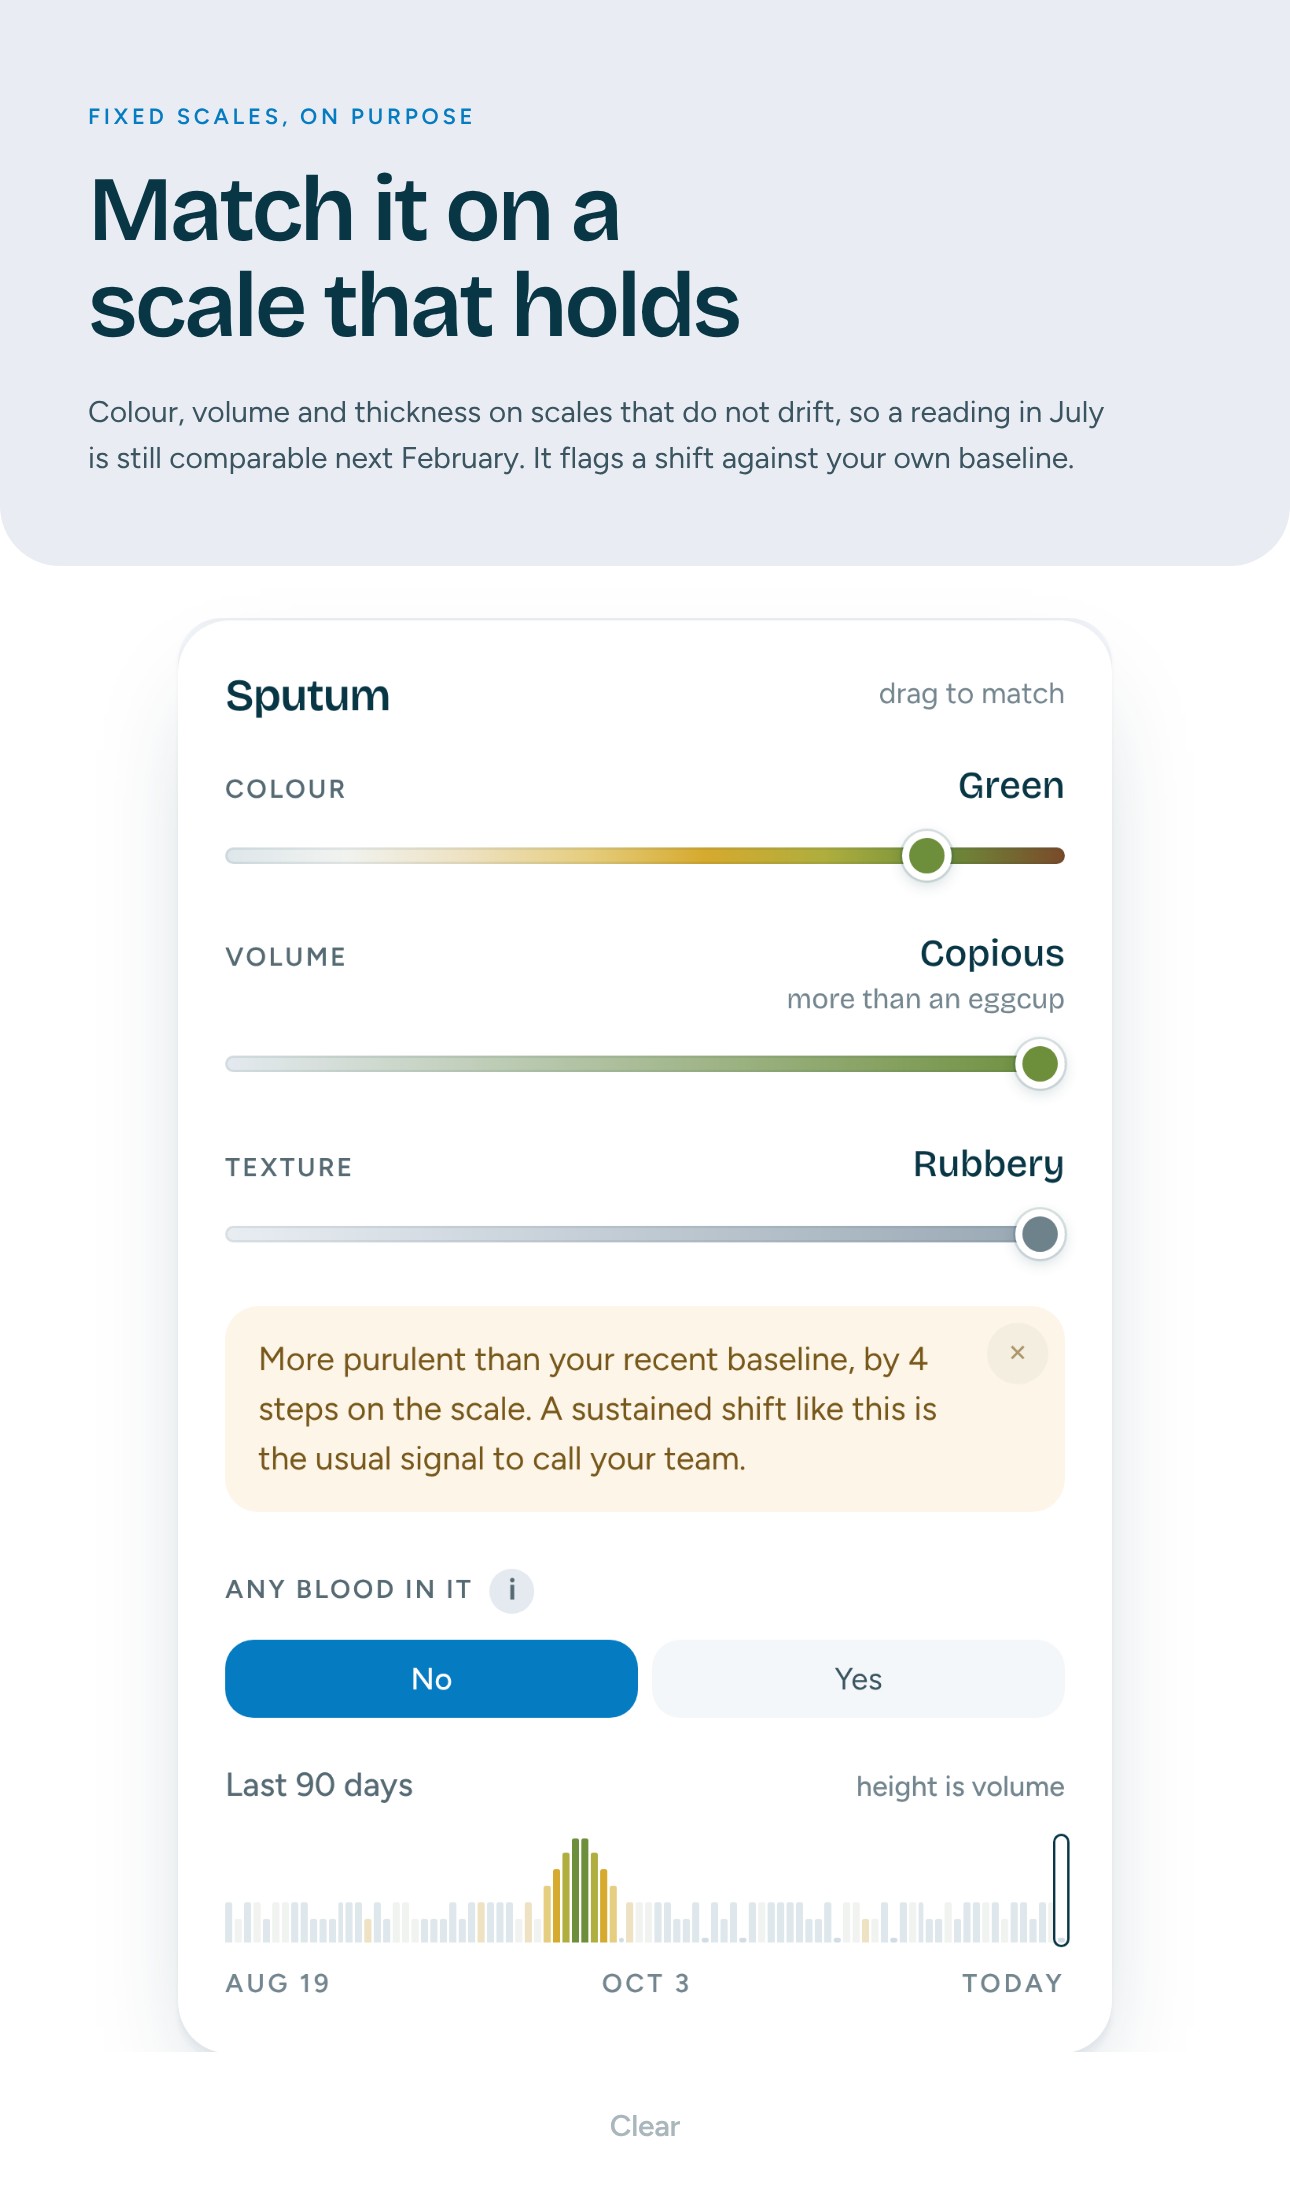 FIXED SCALES, ON PURPOSE
Match it on a
scale that holds
Colour, volume and thickness on scales that do not drift, so a reading in July
is still comparable next February. It flags a shift against your own baseline.
Sputum
drag to match
COLOUR
Green
VOLUME
Copious
more than an eggcup
TEXTURE
Rubbery
More purulent than your recent baseline, by 4
steps on the scale. A sustained shift like this is
the usual signal to call your team.
×
ANY BLOOD IN IT
i
No
Yes
Last 90 days
height is volume
AUG 19
OCT 3
TODAY
Clear